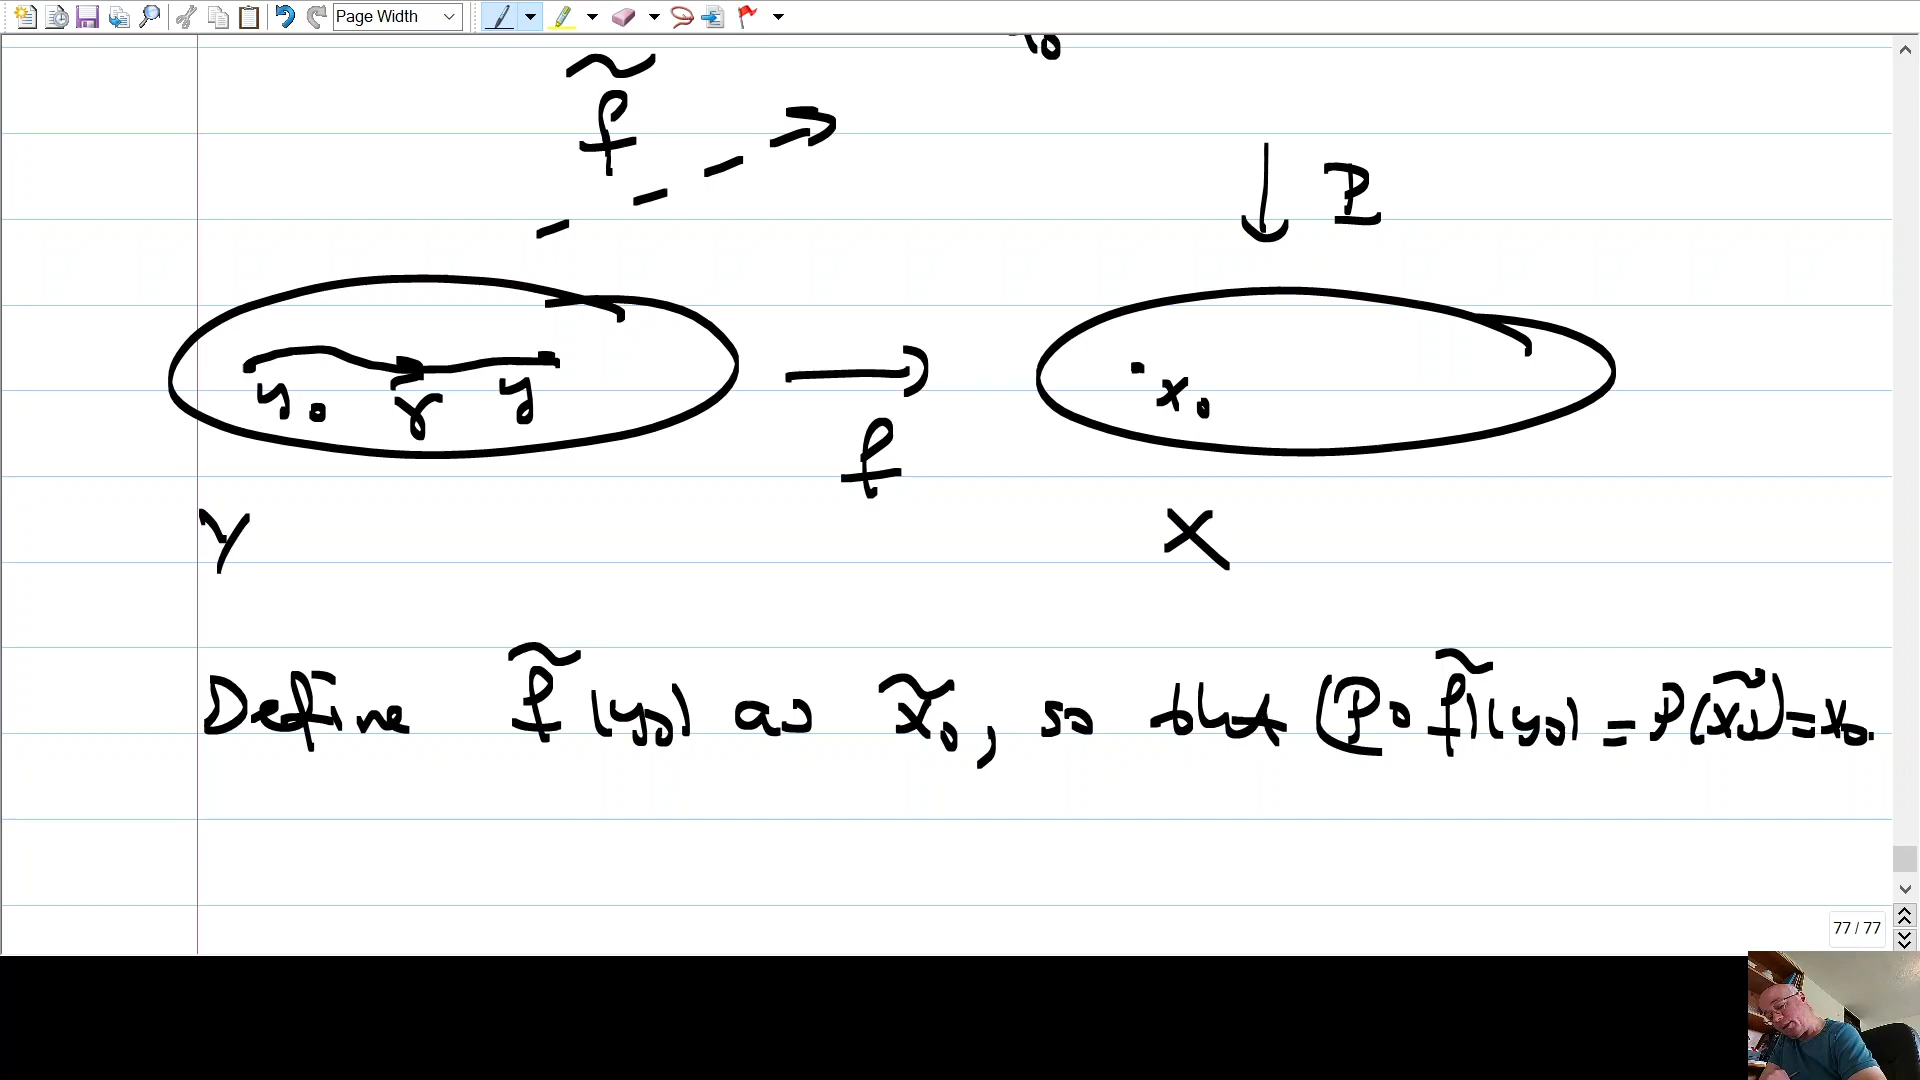 Page Width
f̃
P
y₀ γ y
x₀
f
Y X
Define f̃(y₀) as x̃₀, so that (P∘f̃)(y₀) = P(x̃₀) = x₀.
77 / 77